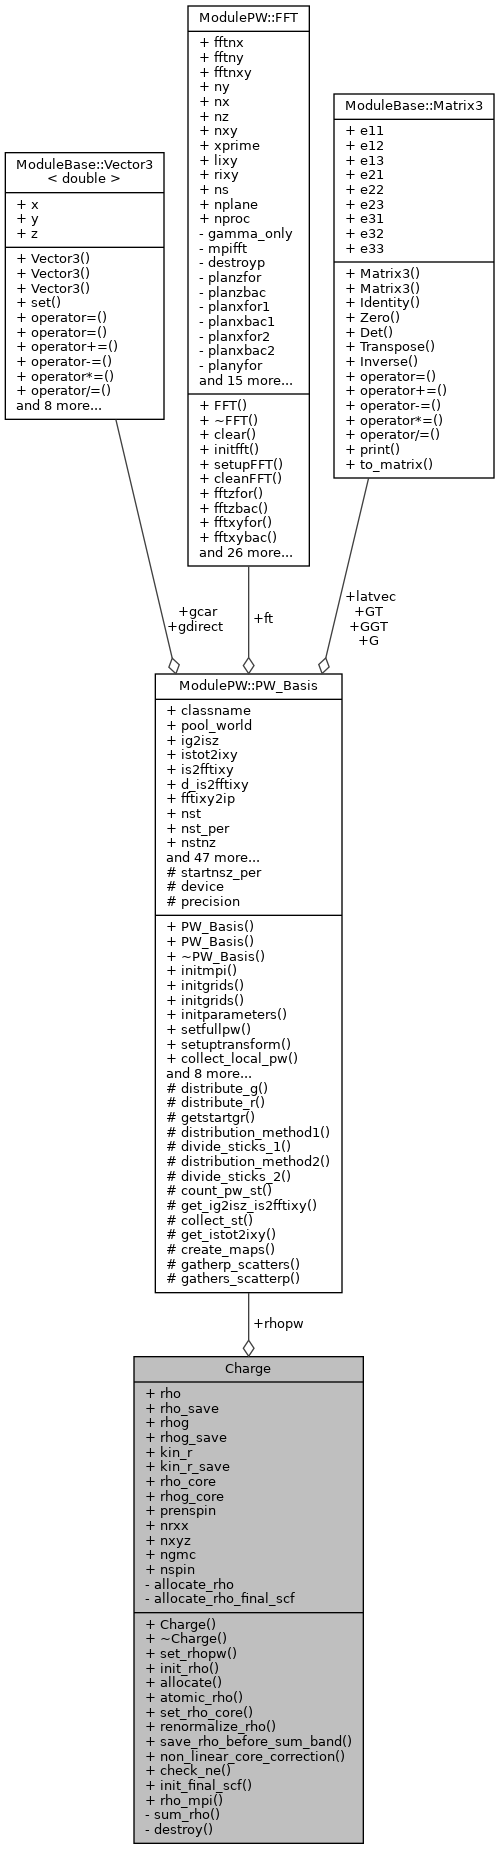 ModulePW::FFT
+ fftnx
+ fftny
+ fftnxy
+ ny
+ nx
+ nz
+ nxy
+ xprime
+ lixy
+ rixy
+ ns
+ nplane
+ nproc
- gamma_only
- mpifft
- destroyp
- planzfor
- planzbac
- planxfor1
- planxbac1
- planxfor2
- planxbac2
- planyfor
and 15 more...
+ FFT()
+ ~FFT()
+ clear()
+ initfft()
+ setupFFT()
+ cleanFFT()
+ fftzfor()
+ fftzbac()
+ fftxyfor()
+ fftxybac()
and 26 more...
ModuleBase::Matrix3
+ e11
+ e12
+ e13
+ e21
+ e22
+ e23
+ e31
+ e32
+ e33
+ Matrix3()
+ Matrix3()
+ Identity()
+ Zero()
+ Det()
+ Transpose()
+ Inverse()
+ operator=()
+ operator+=()
+ operator-=()
+ operator*=()
+ operator/=()
+ print()
+ to_matrix()
ModuleBase::Vector3
< double >
+ x
+ y
+ z
+ Vector3()
+ Vector3()
+ Vector3()
+ set()
+ operator=()
+ operator=()
+ operator+=()
+ operator-=()
+ operator*=()
+ operator/=()
and 8 more...
+gcar
+gdirect
+ft
+latvec
+GT
+GGT
+G
ModulePW::PW_Basis
+ classname
+ pool_world
+ ig2isz
+ istot2ixy
+ is2fftixy
+ d_is2fftixy
+ fftixy2ip
+ nst
+ nst_per
+ nstnz
and 47 more...
# startnsz_per
# device
# precision
+ PW_Basis()
+ PW_Basis()
+ ~PW_Basis()
+ initmpi()
+ initgrids()
+ initgrids()
+ initparameters()
+ setfullpw()
+ setuptransform()
+ collect_local_pw()
and 8 more...
# distribute_g()
# distribute_r()
# getstartgr()
# distribution_method1()
# divide_sticks_1()
# distribution_method2()
# divide_sticks_2()
# count_pw_st()
# get_ig2isz_is2fftixy()
# collect_st()
# get_istot2ixy()
# create_maps()
# gatherp_scatters()
# gathers_scatterp()
+rhopw
Charge
+ rho
+ rho_save
+ rhog
+ rhog_save
+ kin_r
+ kin_r_save
+ rho_core
+ rhog_core
+ prenspin
+ nrxx
+ nxyz
+ ngmc
+ nspin
- allocate_rho
- allocate_rho_final_scf
+ Charge()
+ ~Charge()
+ set_rhopw()
+ init_rho()
+ allocate()
+ atomic_rho()
+ set_rho_core()
+ renormalize_rho()
+ save_rho_before_sum_band()
+ non_linear_core_correction()
+ check_ne()
+ init_final_scf()
+ rho_mpi()
- sum_rho()
- destroy()